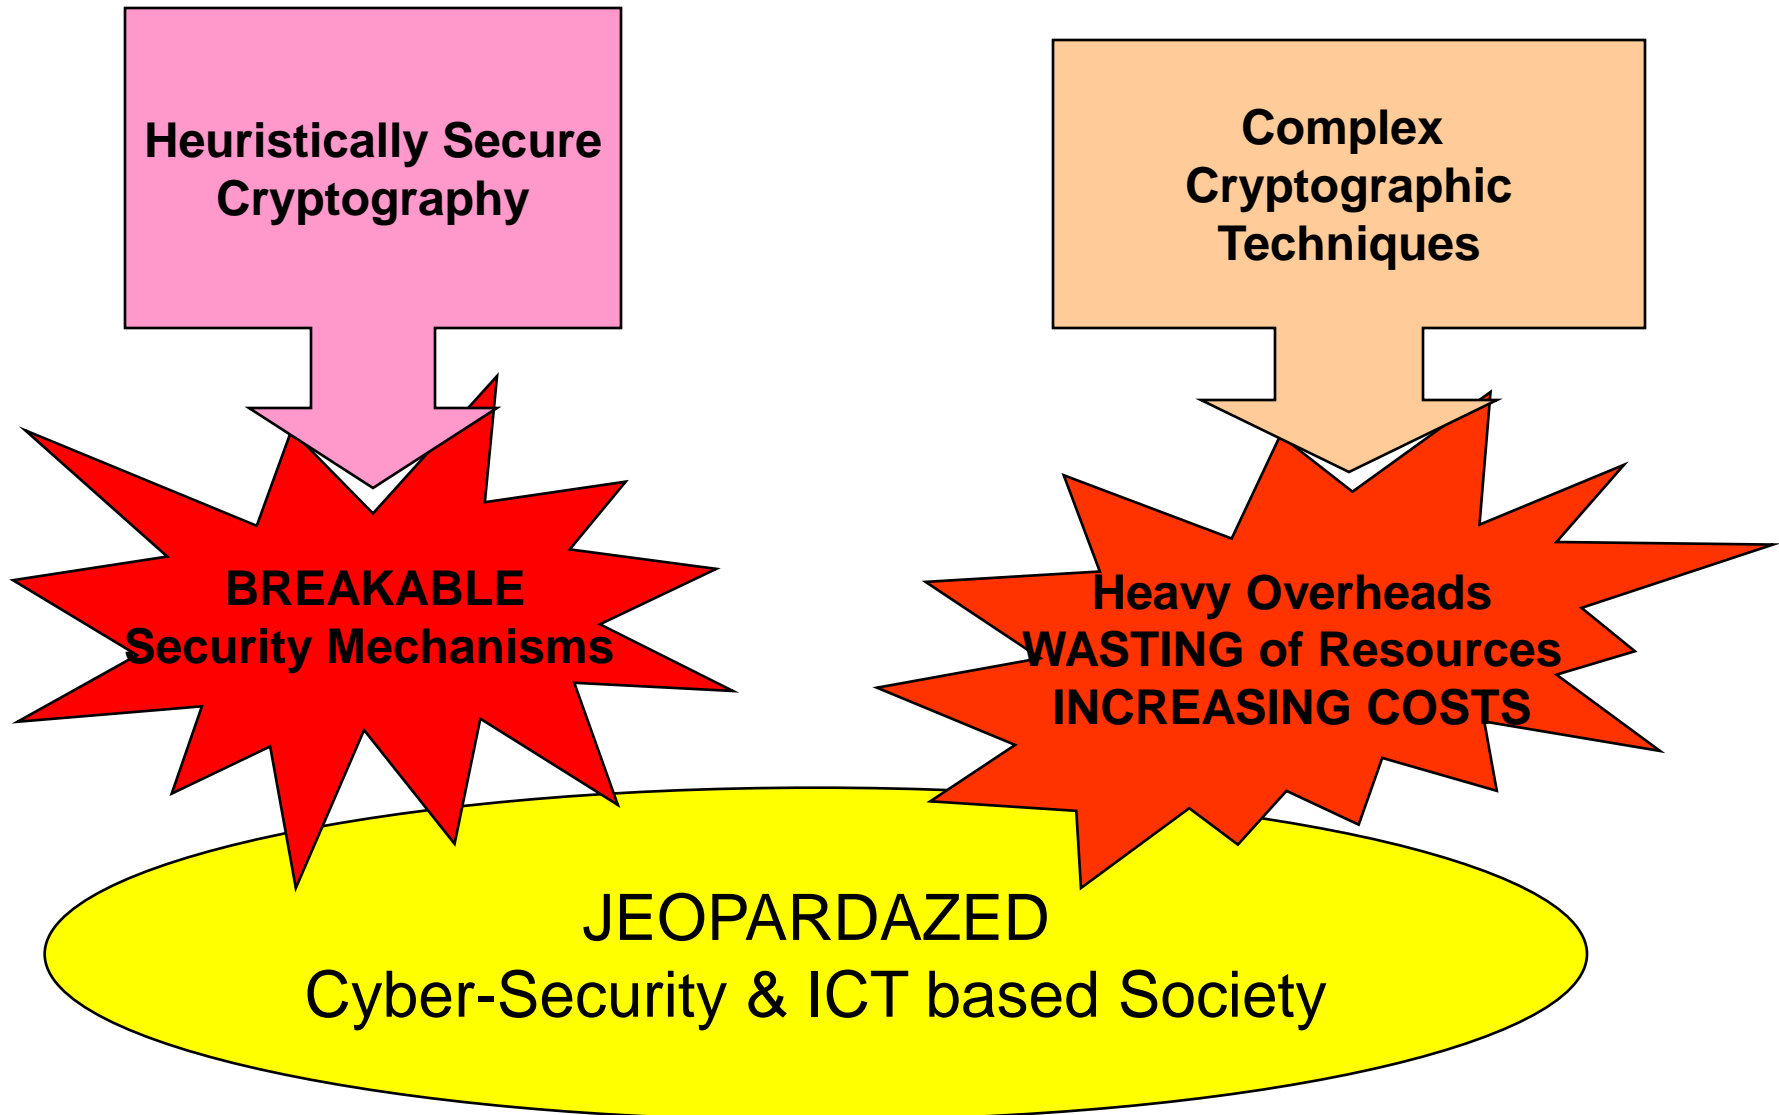 Heuristically Secure
Cryptography
Complex
Cryptographic
Techniques
BREAKABLE
Security Mechanisms
Heavy Overheads
WASTING of Resources
INCREASING COSTS
JEOPARDAZED
Cyber-Security & ICT based Society